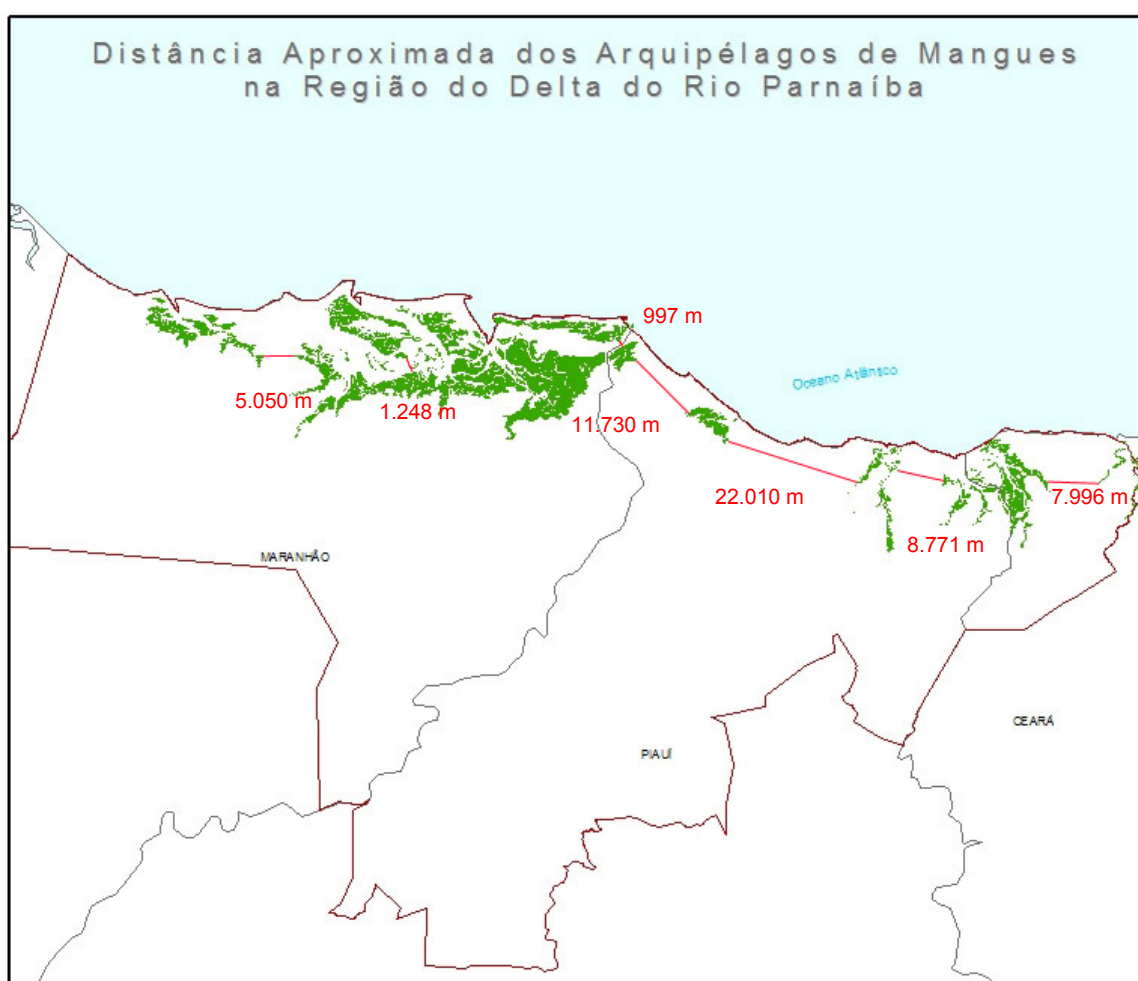 Distância Aproximada dos Arquipélagos de Mangues
na Região do Delta do Rio Parnaíba
997 m
Oceano Atlântico
5.050 m
1.248 m
11.730 m
22.010 m
7.996 m
8.771 m
MARANHÃO
CEARÁ
PIAUÍ